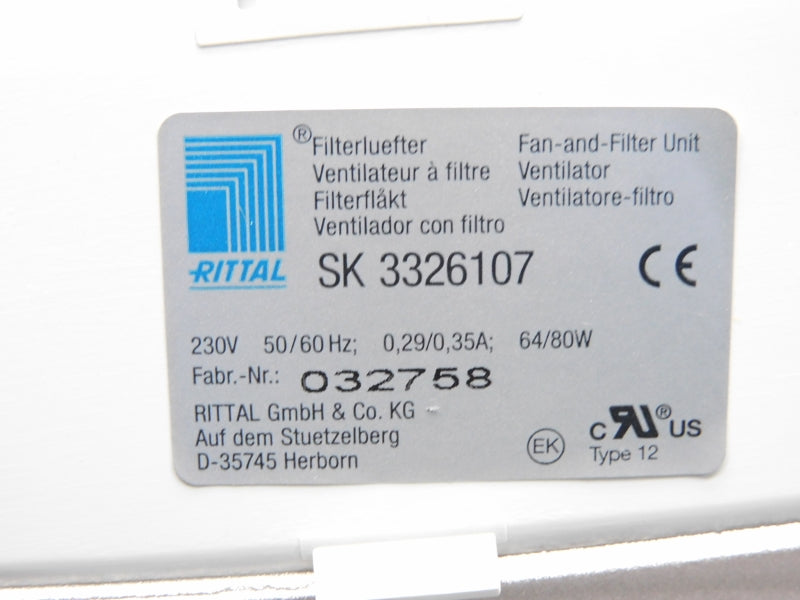 ® Filterluefter Fan-and-Filter Unit
Ventilateur à filtre Ventilator
Filterflåkt Ventilatore-filtro
Ventilador con filtro
RITTAL SK 3326107 CE
230V 50/60 Hz; 0,29/0,35A; 64/80W
Fabr.-Nr.: 032758
RITTAL GmbH & Co. KG
Auf dem Stuetzelberg
D-35745 Herborn
EK
c RU ® US
Type 12